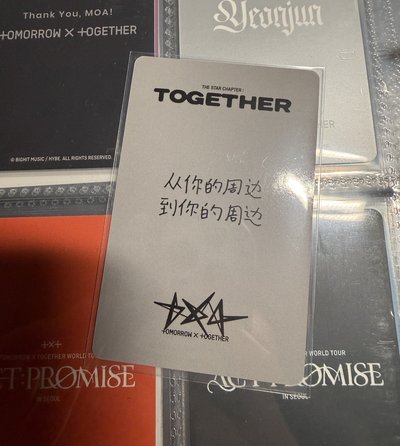 Thank You, MOA!
TOMORROW X TOGETHER
© BIGHIT MUSIC / HYBE. ALL RIGHTS RESERVED.
Yeonjun
THE STAR CHAPTER :
TOGETHER
从你的周边
到你的周边
TOMORROW X TOGETHER
TOMORROW X TOGETHER WORLD TOUR
ACT:PROMISE
IN SEOUL
TOGETHER WORLD TOUR
ACT:PROMISE
IN SEOUL